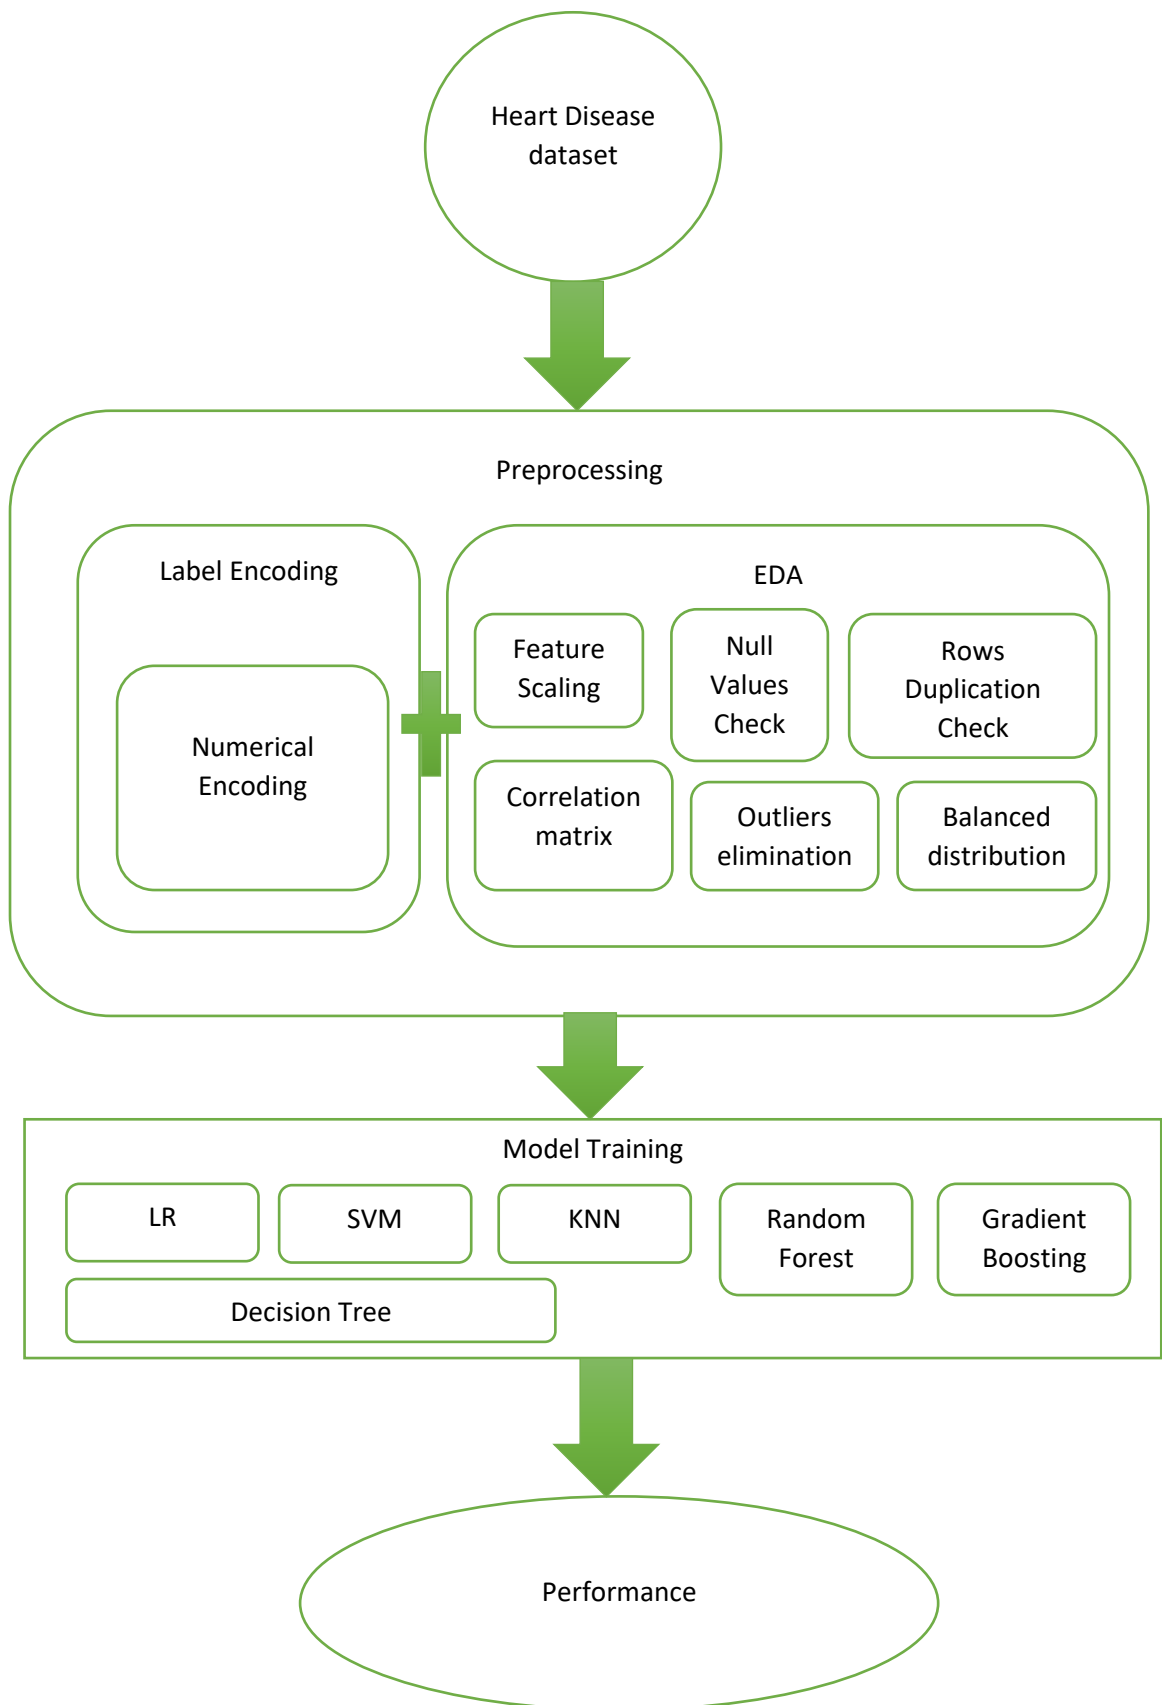 Heart Disease
dataset
Preprocessing
Label Encoding
Numerical
Encoding
EDA
Feature
Scaling
Null
Values
Check
Rows
Duplication
Check
Correlation
matrix
Outliers
elimination
Balanced
distribution
Model Training
LR
SVM
KNN
Random
Forest
Gradient
Boosting
Decision Tree
Performance